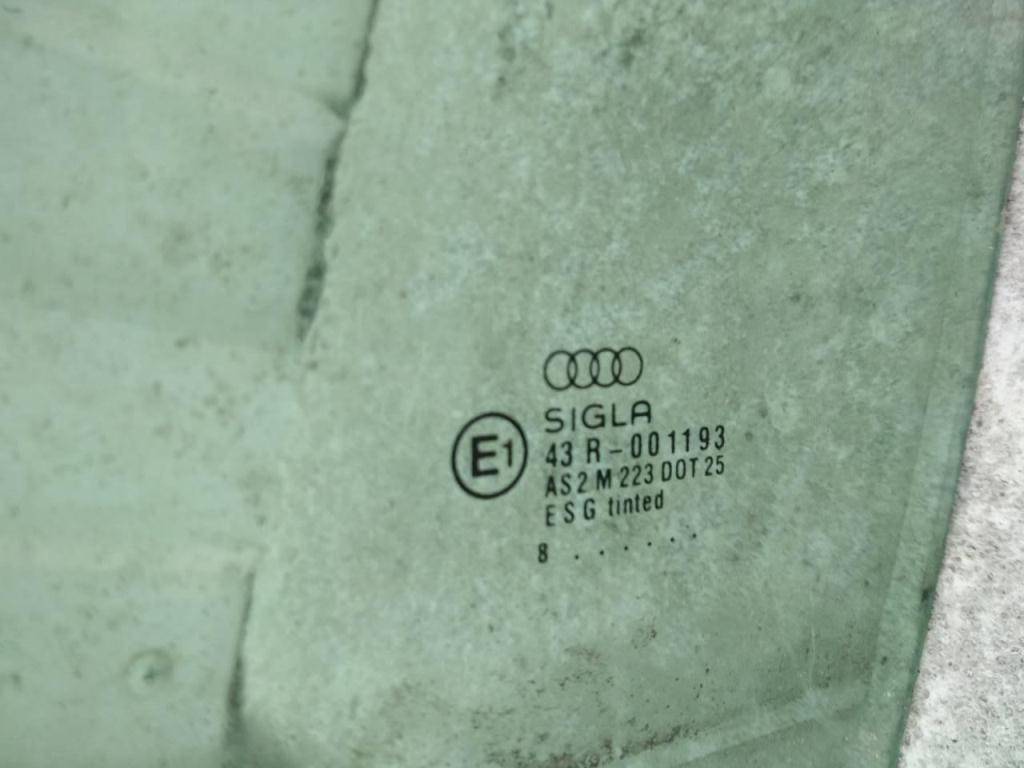 SIGLA
E1
43 R-001193
AS2 M 223 DOT 25
E S G tinted
8 . . . . . .